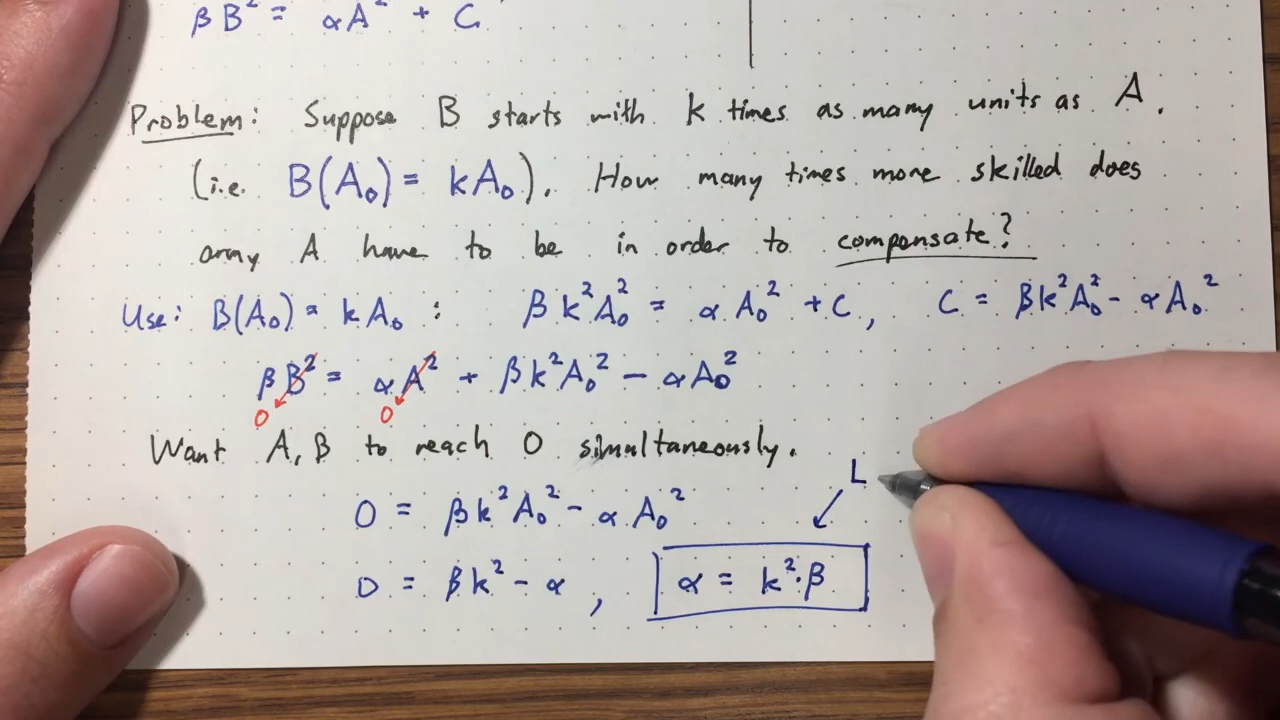 βB² = αA² + C
Problem: Suppose B starts with k times as many units as A.
(i.e. B(A₀) = kA₀). How many times more skilled does
army A have to be in order to compensate?
Use: B(A₀) = kA₀ : βk²A₀² = αA₀² + C, C = βk²A₀² - αA₀²
βB² = αA² + βk²A₀² - αA₀²
0 0
Want A, B to reach 0 simultaneously.
L
0 = βk²A₀² - αA₀²
0 = βk² - α, α = k²·β